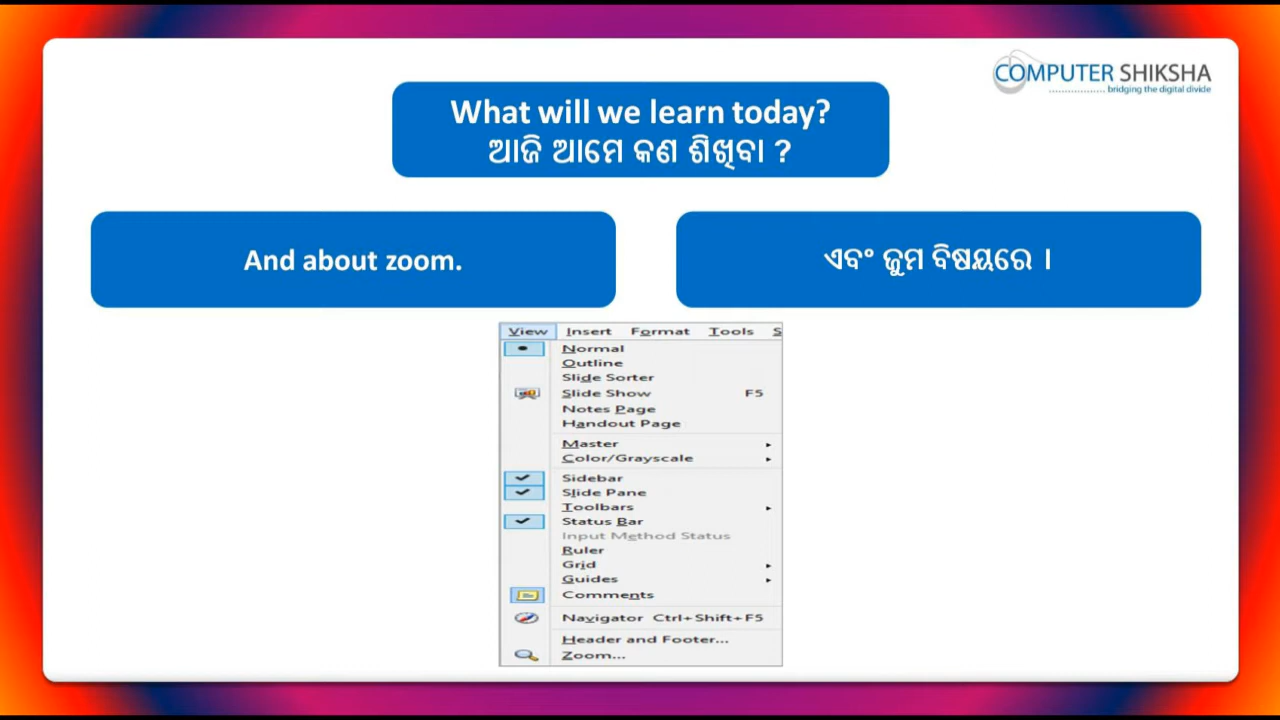 COMPUTER SHIKSHA
bridging the digital divide
What will we learn today?
ଆଜି ଆମେ କଣ ଶିଖିବା ?
And about zoom.
ଏବଂ ଜୁମ ବିଷୟରେ ।
View Insert Format Tools S
Normal
Outline
Slide Sorter
Slide Show F5
Notes Page
Handout Page
Master
Color/Grayscale
Sidebar
Slide Pane
Toolbars
Status Bar
Input Method Status
Ruler
Grid
Guides
Comments
Navigator Ctrl+Shift+F5
Header and Footer...
Zoom...